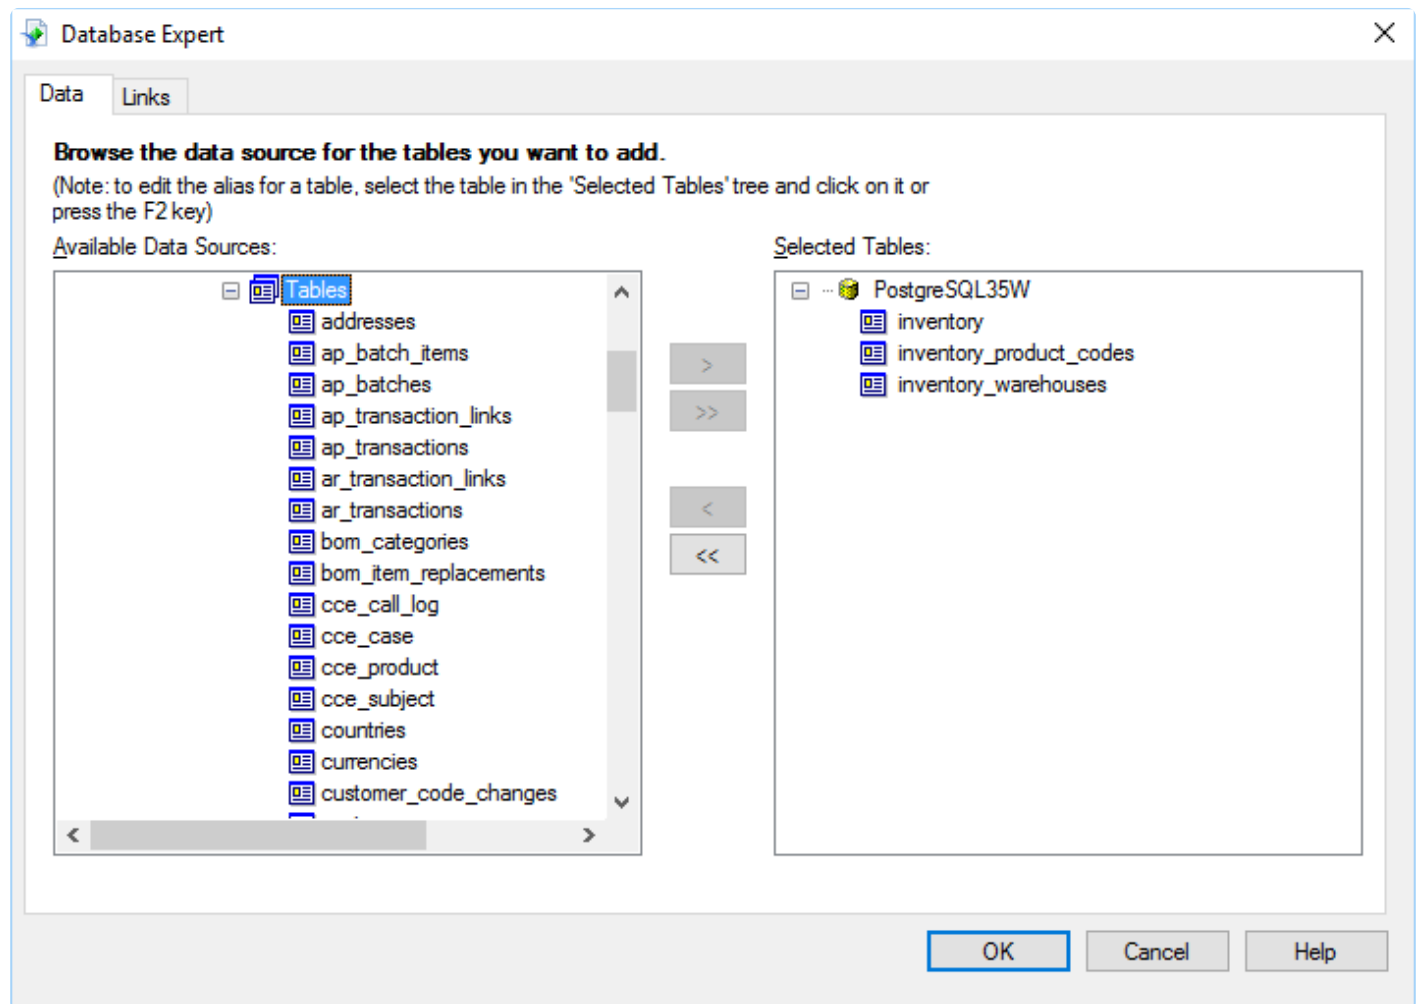 Database Expert
Data
Links
Browse the data source for the tables you want to add.
(Note: to edit the alias for a table, select the table in the 'Selected Tables' tree and click on it or
press the F2 key)
Available Data Sources:
Selected Tables:
Tables
addresses
ap_batch_items
ap_batches
ap_transaction_links
ap_transactions
ar_transaction_links
ar_transactions
bom_categories
bom_item_replacements
cce_call_log
cce_case
cce_product
cce_subject
countries
currencies
customer_code_changes
>
>>
<
<<
PostgreSQL35W
inventory
inventory_product_codes
inventory_warehouses
OK
Cancel
Help